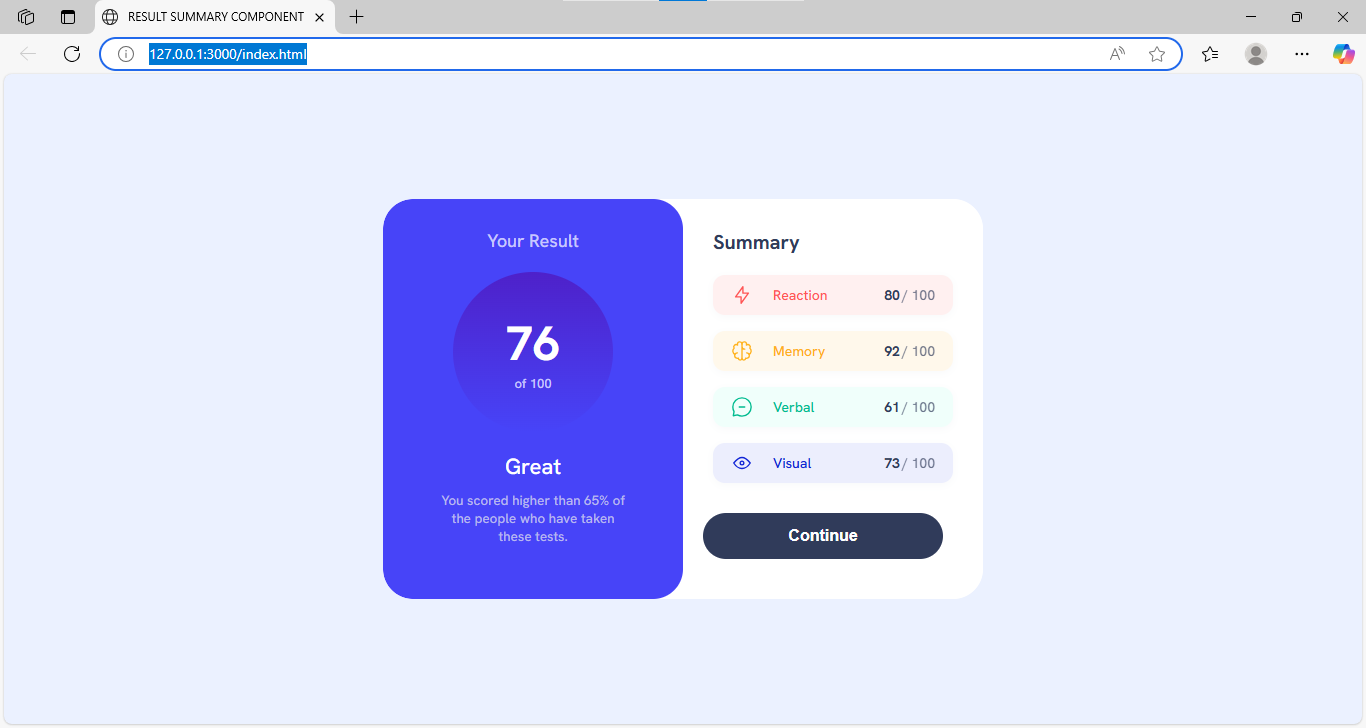 RESULT SUMMARY COMPONENT
127.0.0.1:3000/index.html
Your Result
76
of 100
Great
You scored higher than 65% of
the people who have taken
these tests.
Summary
Reaction 80 / 100
Memory 92 / 100
Verbal 61 / 100
Visual 73 / 100
Continue